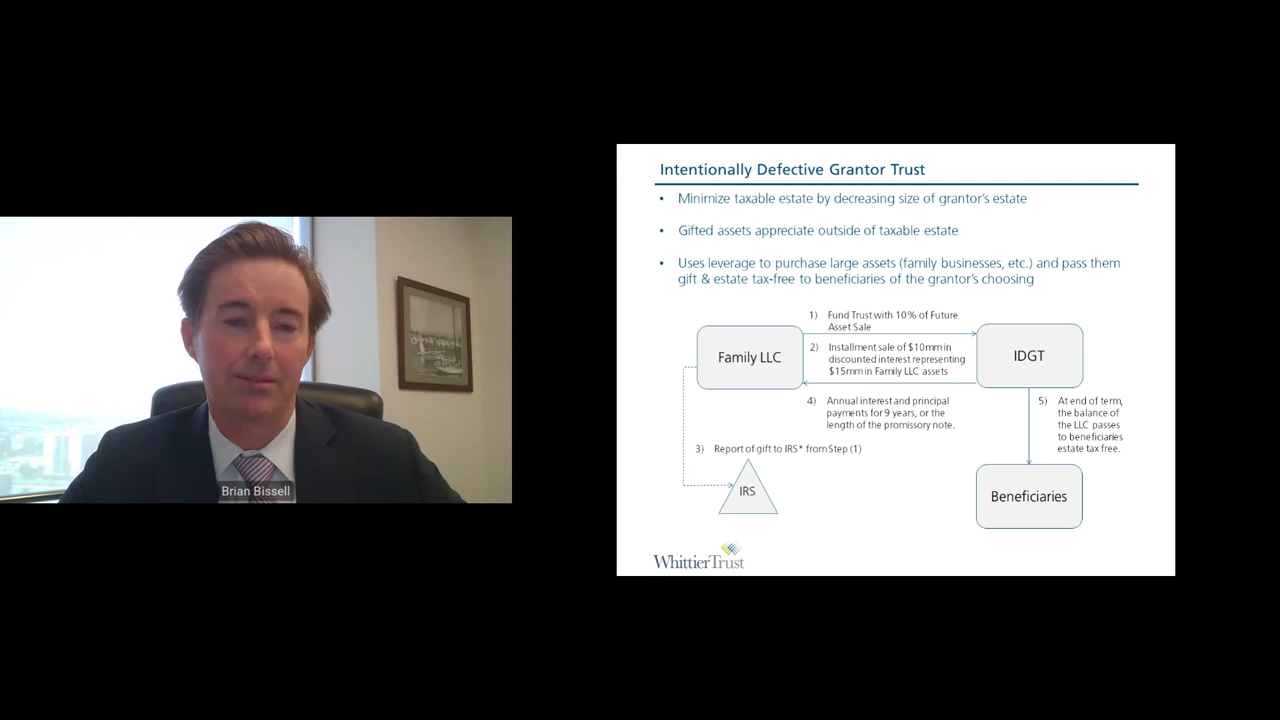 Intentionally Defective Grantor Trust
• Minimize taxable estate by decreasing size of grantor's estate
• Gifted assets appreciate outside of taxable estate
• Uses leverage to purchase large assets (family businesses, etc.) and pass them
gift & estate tax-free to beneficiaries of the grantor's choosing
1) Fund Trust with 10% of Future
Asset Sale
Family LLC
2) Installment sale of $10mm in
discounted interest representing
$15mm in Family LLC assets
IDGT
4) Annual interest and principal
payments for 9 years, or the
length of the promissory note.
5) At end of term,
the balance of
the LLC passes
to beneficiaries
estate tax free.
3) Report of gift to IRS* from Step (1)
IRS
Beneficiaries
WhittierTrust
Brian Bissell